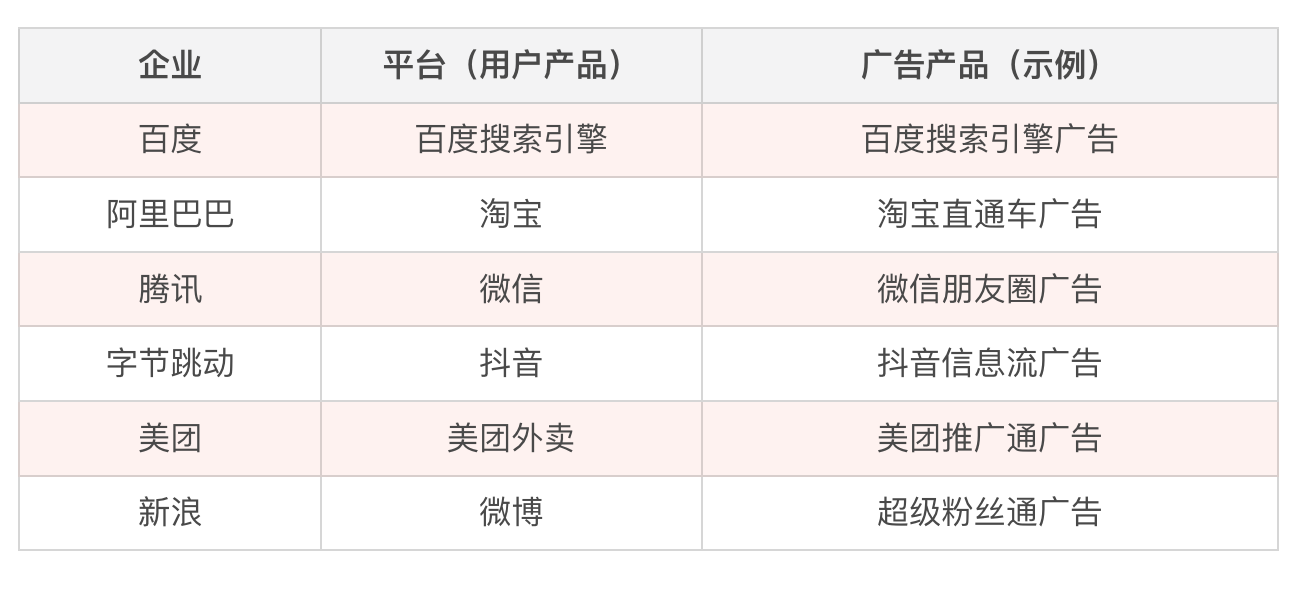 企业 平台（用户产品） 广告产品（示例）
百度 百度搜索引擎 百度搜索引擎广告
阿里巴巴 淘宝 淘宝直通车广告
腾讯 微信 微信朋友圈广告
字节跳动 抖音 抖音信息流广告
美团 美团外卖 美团推广通广告
新浪 微博 超级粉丝通广告